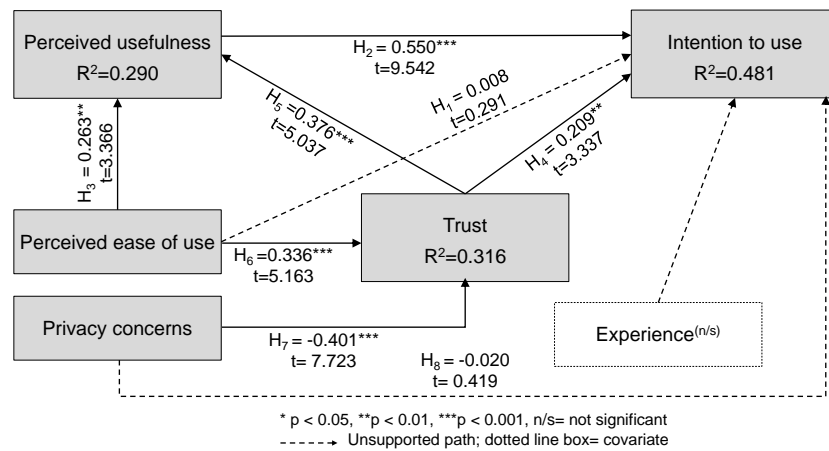 Perceived usefulness
R²=0.290
H₂ = 0.550***
t=9.542
Intention to use
R²=0.481
H₁ = 0.008
t=0.291
H₅ =0.376***
t=5.037
H₄ = 0.209**
t=3.337
H₃ = 0.263**
t=3.366
Perceived ease of use
H₆ =0.336***
t=5.163
Trust
R²=0.316
Privacy concerns
H₇ = -0.401***
t= 7.723
Experience(n/s)
H₈ = -0.020
t= 0.419
* p < 0.05, **p < 0.01, ***p < 0.001, n/s= not significant
Unsupported path; dotted line box= covariate